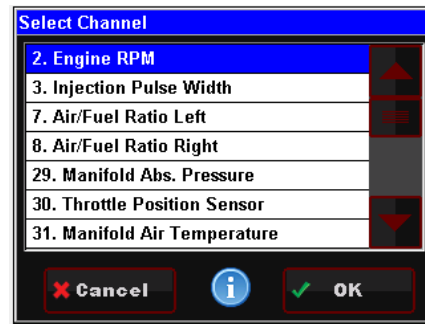 Select Channel
2. Engine RPM
3. Injection Pulse Width
7. Air/Fuel Ratio Left
8. Air/Fuel Ratio Right
29. Manifold Abs. Pressure
30. Throttle Position Sensor
31. Manifold Air Temperature
Cancel
i
OK